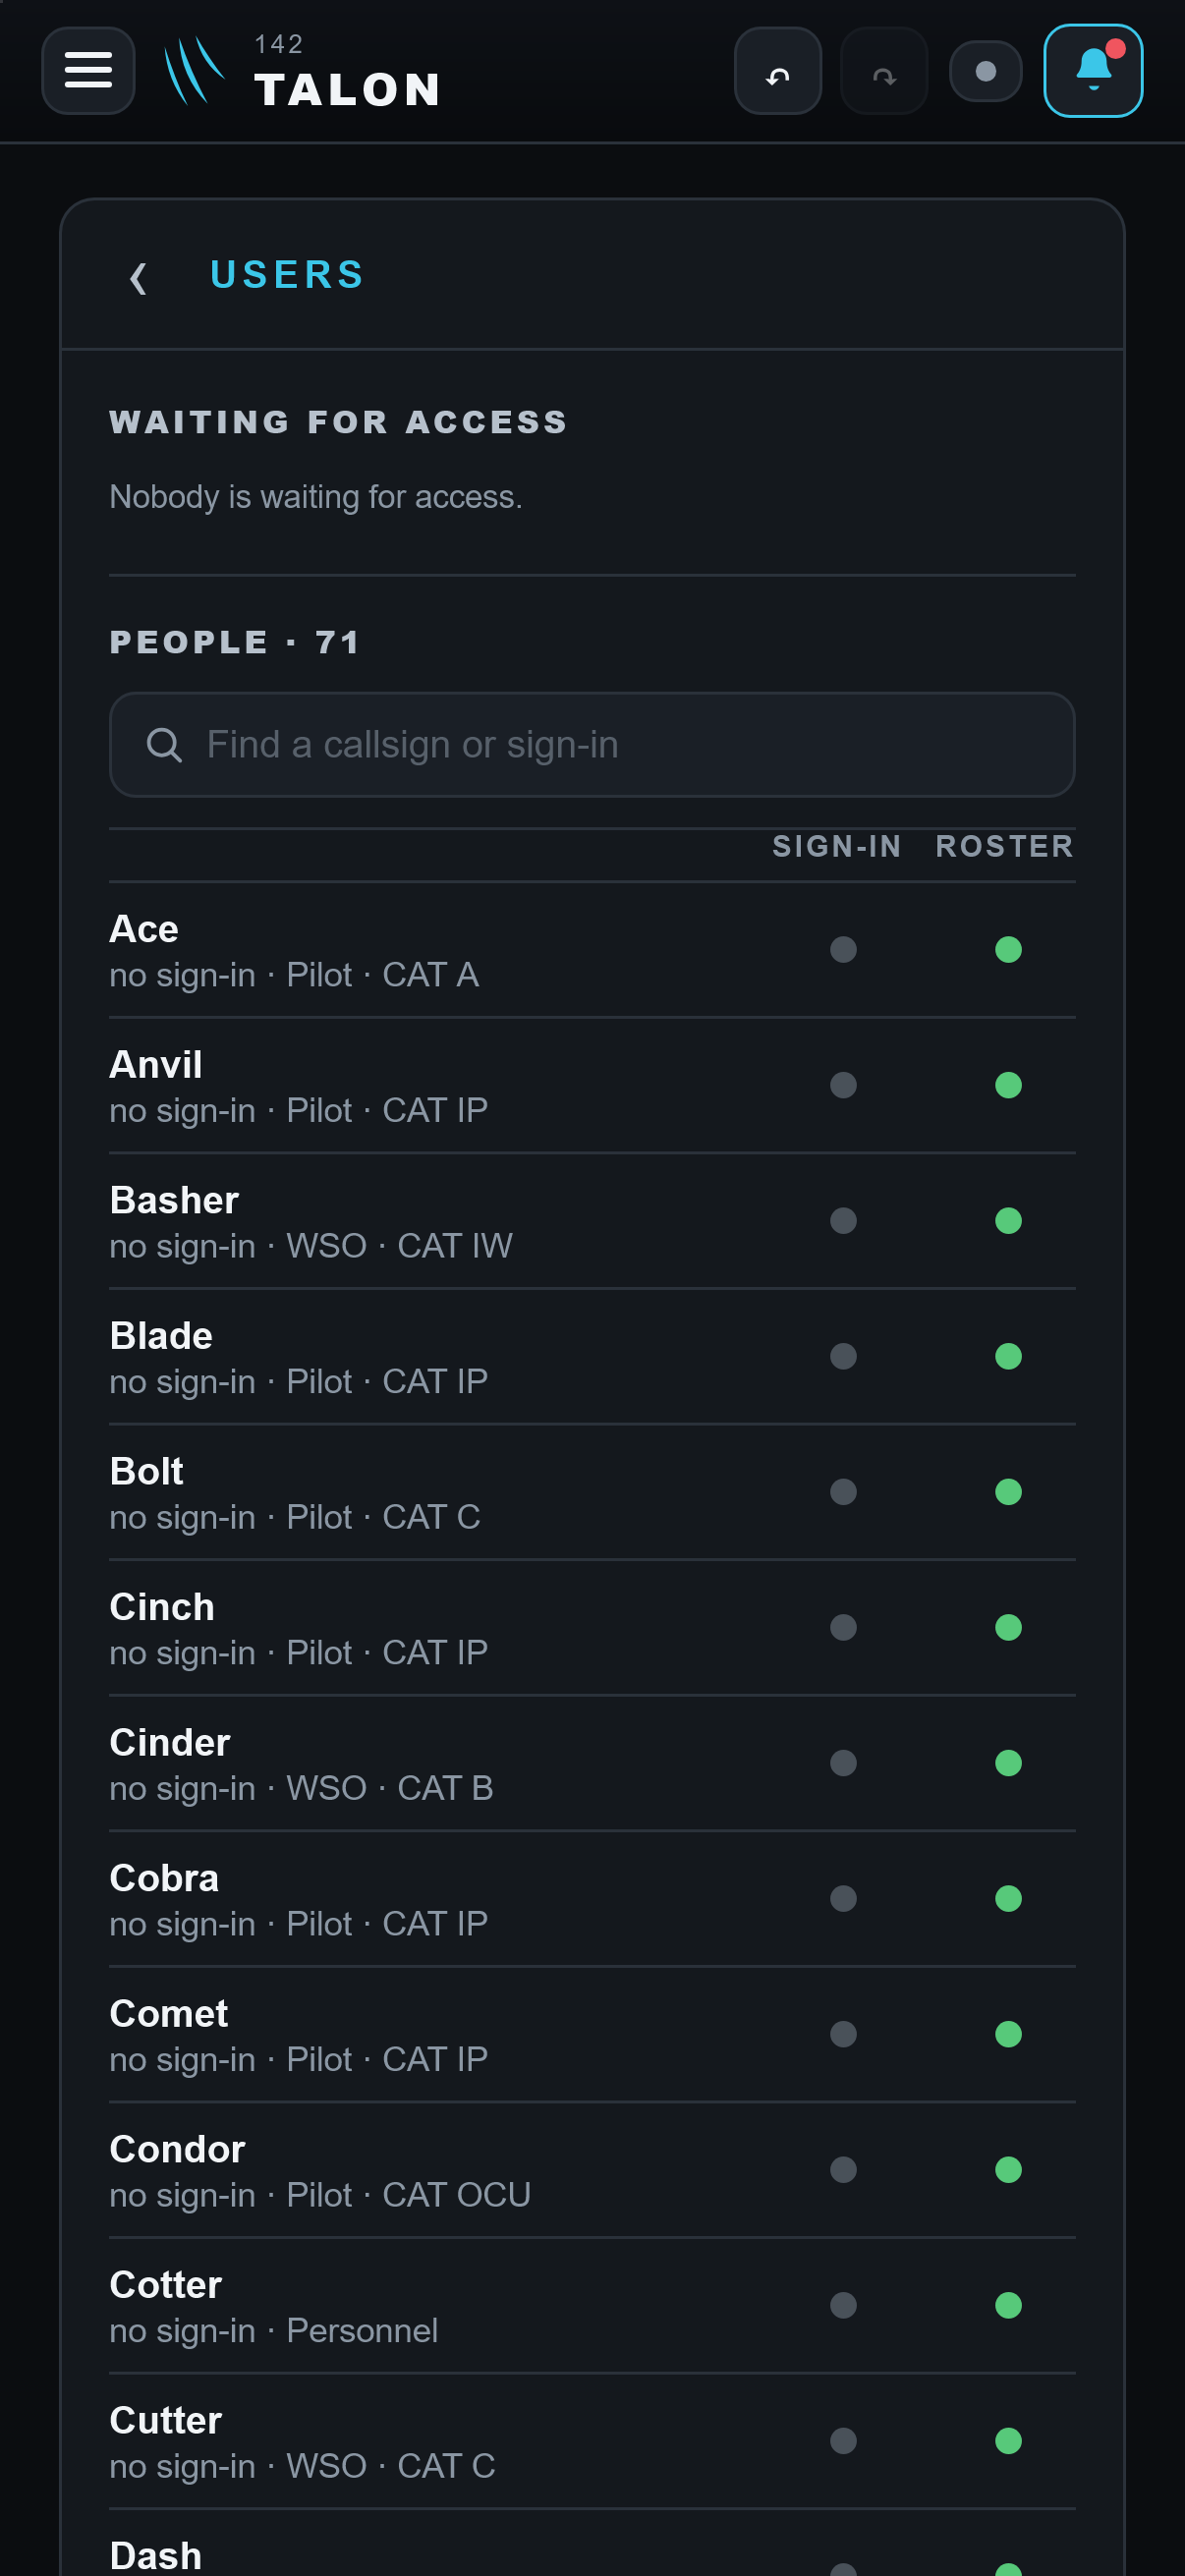 142
TALON
USERS
WAITING FOR ACCESS
Nobody is waiting for access.
PEOPLE · 71
Find a callsign or sign-in
SIGN-IN ROSTER
Ace
no sign-in · Pilot · CAT A
Anvil
no sign-in · Pilot · CAT IP
Basher
no sign-in · WSO · CAT IW
Blade
no sign-in · Pilot · CAT IP
Bolt
no sign-in · Pilot · CAT C
Cinch
no sign-in · Pilot · CAT IP
Cinder
no sign-in · WSO · CAT B
Cobra
no sign-in · Pilot · CAT IP
Comet
no sign-in · Pilot · CAT IP
Condor
no sign-in · Pilot · CAT OCU
Cotter
no sign-in · Personnel
Cutter
no sign-in · WSO · CAT C
Dash